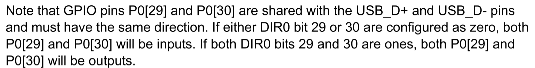 Note that GPIO pins P0[29] and P0[30] are shared with the USB_D+ and USB_D- pins
and must have the same direction. If either DIR0 bit 29 or 30 are configured as zero, both
P0[29] and P0[30] will be inputs. If both DIR0 bits 29 and 30 are ones, both P0[29] and
P0[30] will be outputs.